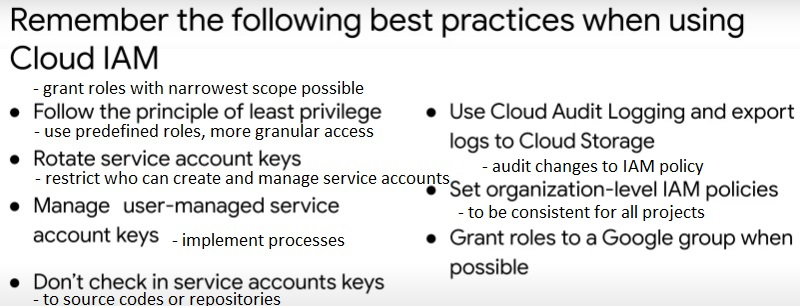 Remember the following best practices when using
Cloud IAM
- grant roles with narrowest scope possible
• Follow the principle of least privilege
- use predefined roles, more granular access
• Rotate service account keys
- restrict who can create and manage service accounts
• Manage user-managed service
account keys - implement processes
• Don't check in service accounts keys
- to source codes or repositories
• Use Cloud Audit Logging and export
logs to Cloud Storage
- audit changes to IAM policy
• Set organization-level IAM policies
- to be consistent for all projects
• Grant roles to a Google group when
possible